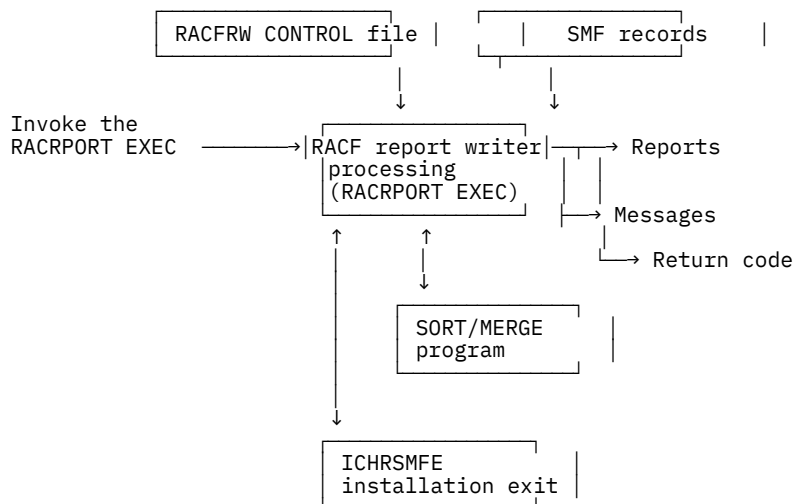 RACFRW CONTROL file
SMF records
Invoke the
RACRPORT EXEC
RACF report writer
processing
(RACRPORT EXEC)
Reports
Messages
Return code
SORT/MERGE
program
ICHRSMFE
installation exit